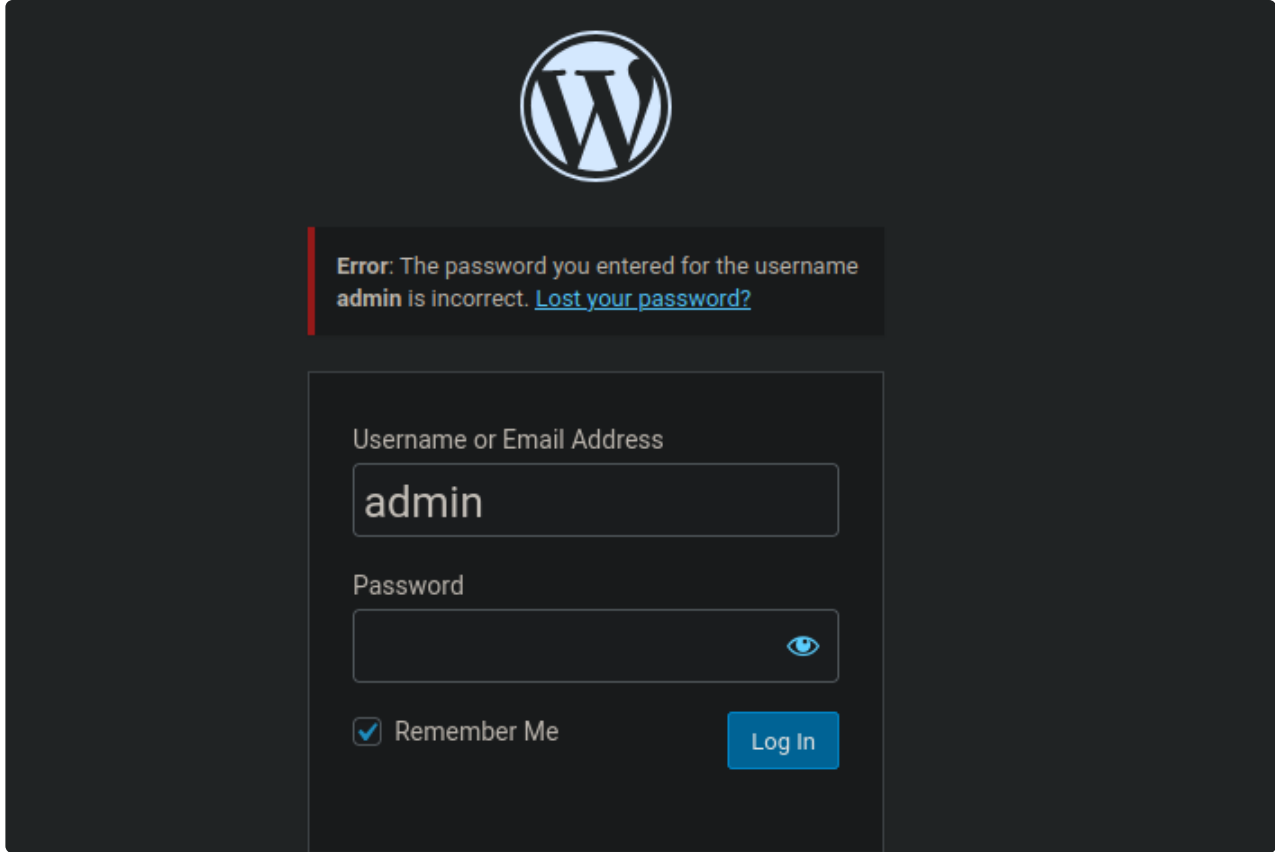 Error: The password you entered for the username
admin is incorrect. Lost your password?
Username or Email Address
admin
Password
Remember Me
Log In